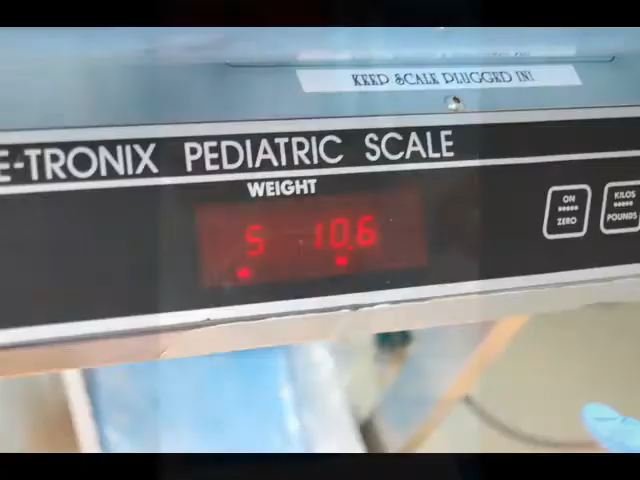 KEEP SCALE PLUGGED IN!
E-TRONIX PEDIATRIC SCALE
WEIGHT
5 10.6
ON
ZERO
KILOS
POUNDS